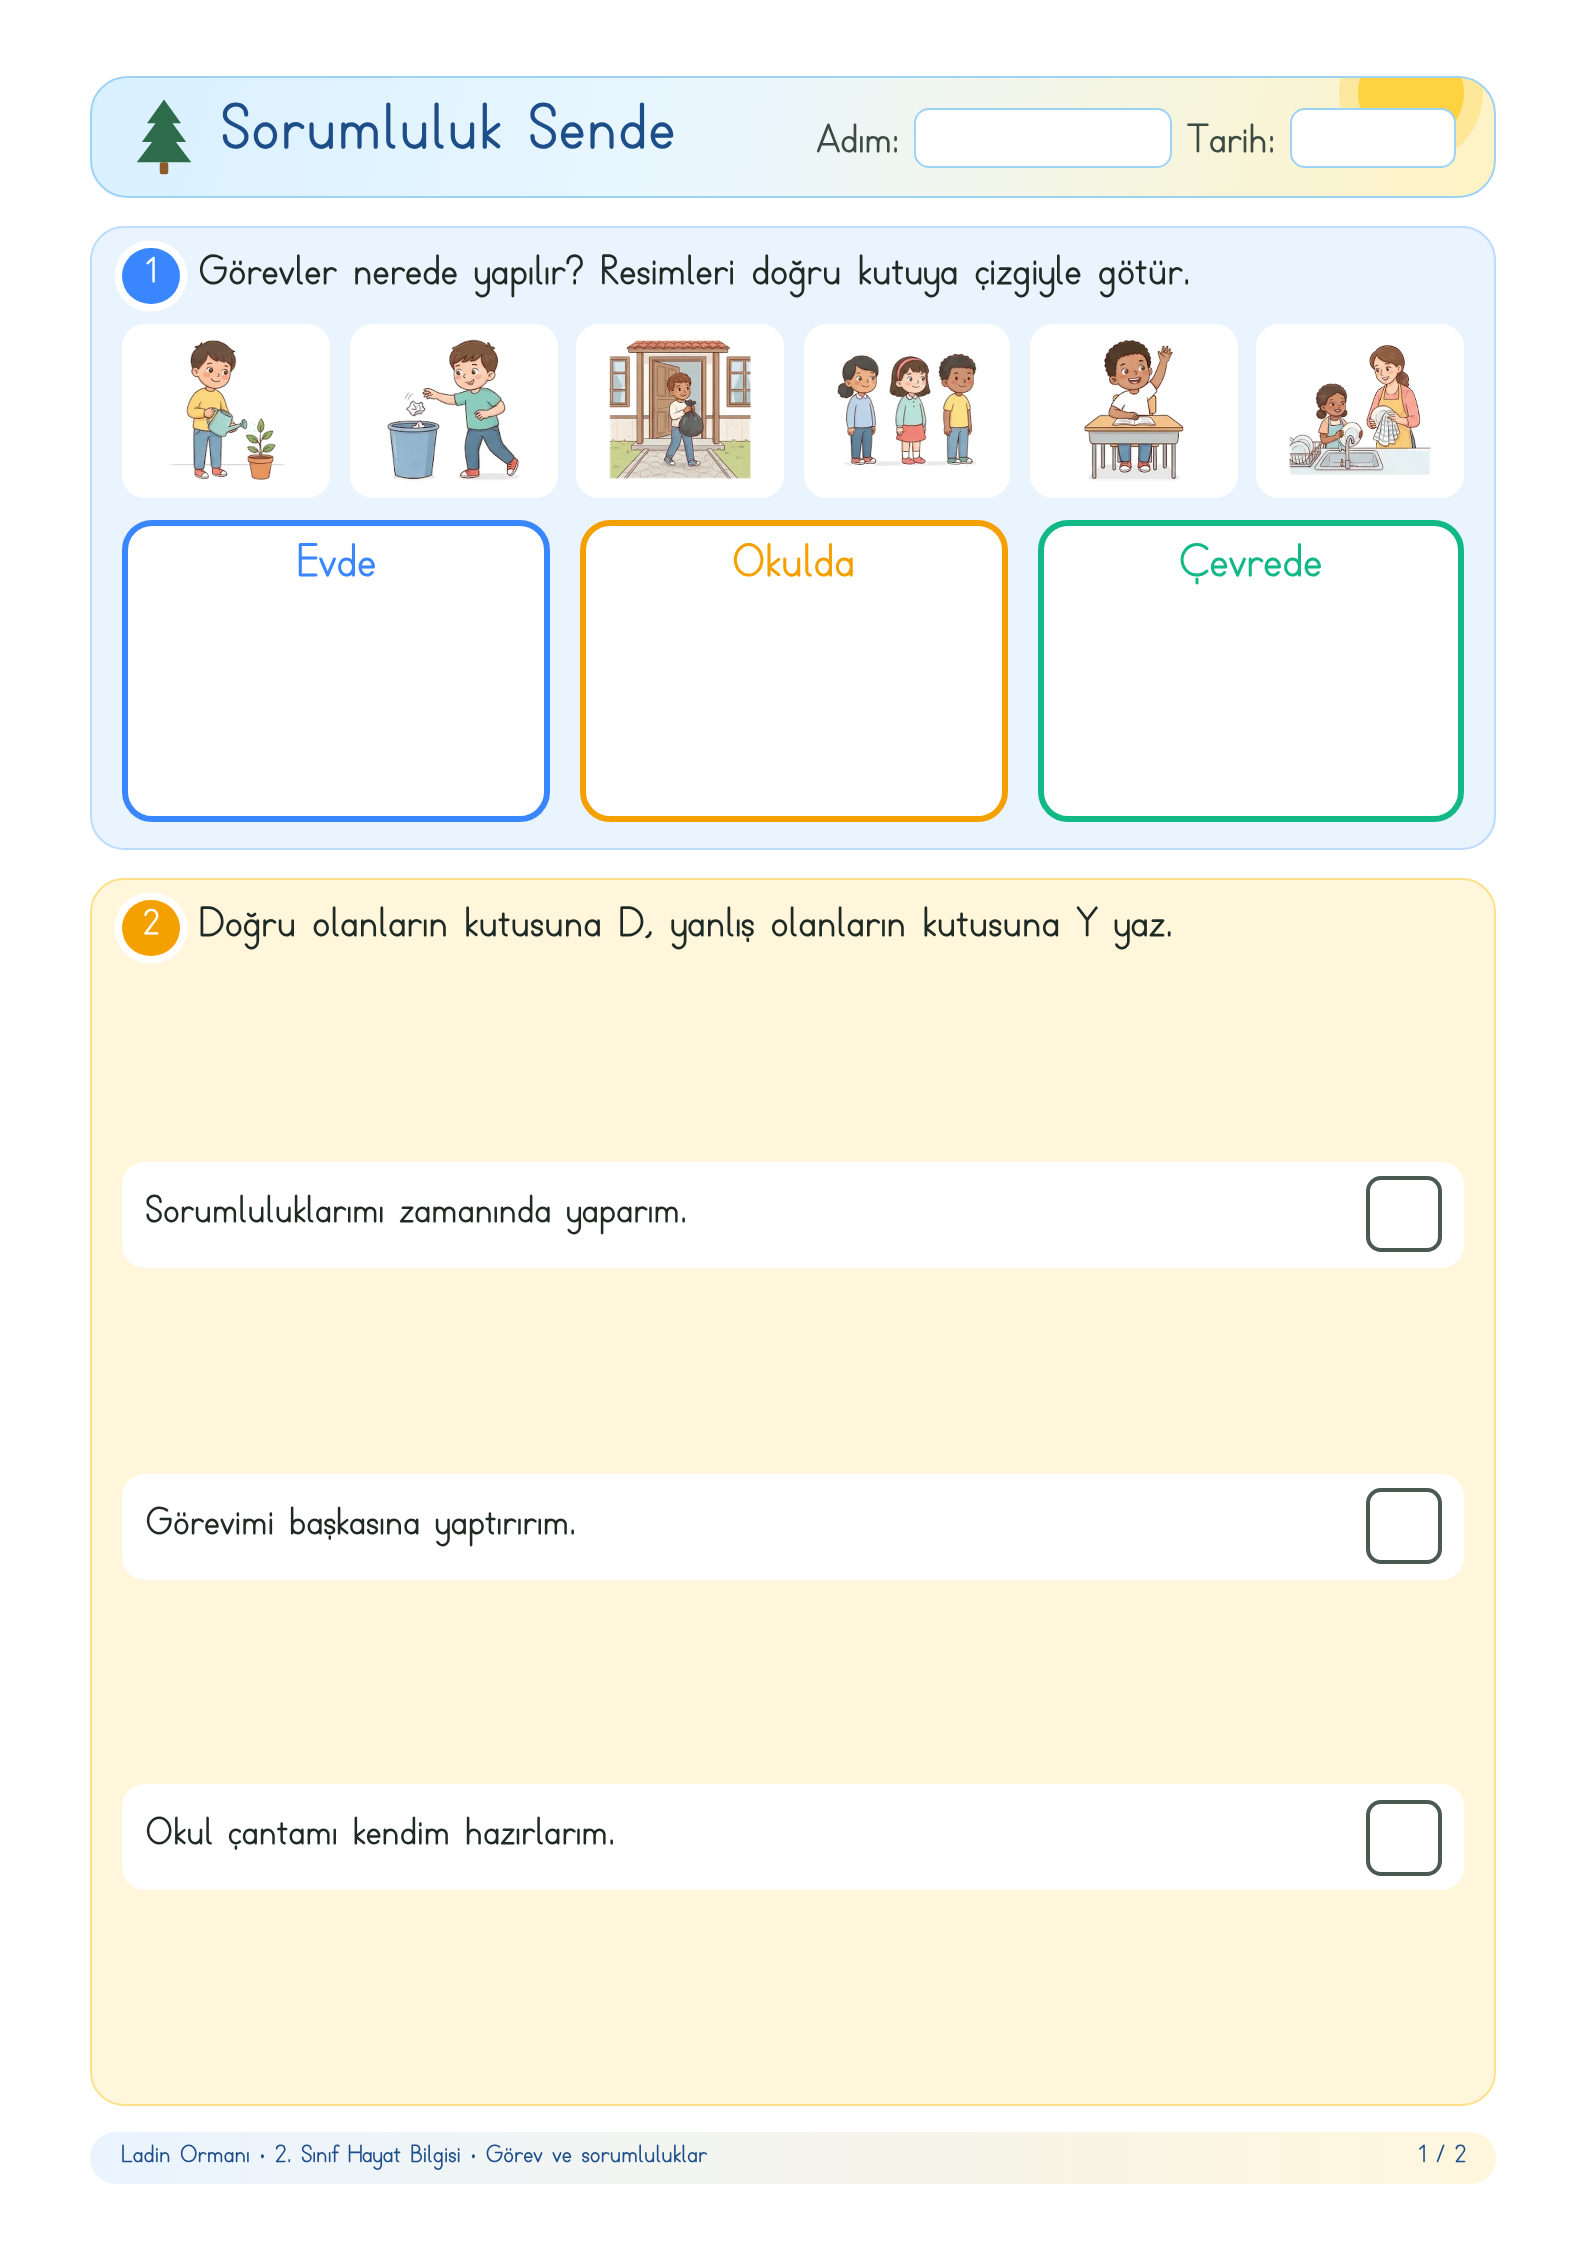 Sorumluluk Sende
Adım:
Tarih:
1
Görevler nerede yapılır? Resimleri doğru kutuya çizgiyle götür.
Evde
Okulda
Çevrede
2
Doğru olanların kutusuna D, yanlış olanların kutusuna Y yaz.
Sorumluluklarımı zamanında yaparım.
Görevimi başkasına yaptırırım.
Okul çantamı kendim hazırlarım.
Ladin Ormanı • 2. Sınıf Hayat Bilgisi • Görev ve sorumluluklar
1 / 2